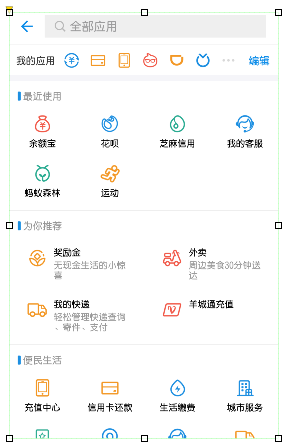 全部应用
我的应用
编辑
最近使用
余额宝 花呗 芝麻信用 我的客服
蚂蚁森林 运动
为你推荐
奖励金
无现金生活的小惊
喜
外卖
周边美食30分钟送
达
我的快递
轻松管理快递查询
、寄件、支付
羊城通充值
便民生活
充值中心 信用卡还款 生活缴费 城市服务